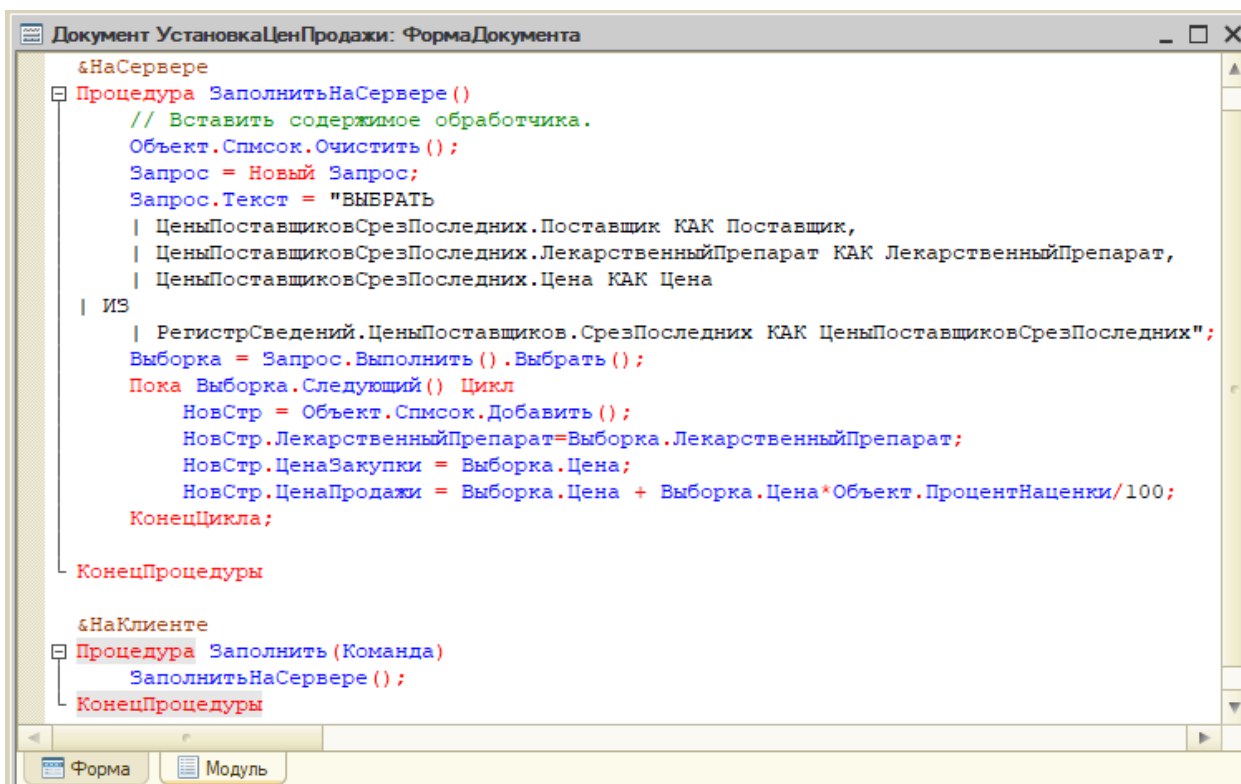 Документ УстановкаЦенПродажи: ФормаДокумента
&НаСервере
Процедура ЗаполнитьНаСервере()
// Вставить содержимое обработчика.
Объект.Спмсок.Очистить();
Запрос = Новый Запрос;
Запрос.Текст = "ВЫБРАТЬ
| ЦеныПоставщиковСрезПоследних.Поставщик КАК Поставщик,
| ЦеныПоставщиковСрезПоследних.ЛекарственныйПрепарат КАК ЛекарственныйПрепарат,
| ЦеныПоставщиковСрезПоследних.Цена КАК Цена
| ИЗ
| РегистрСведений.ЦеныПоставщиков.СрезПоследних КАК ЦеныПоставщиковСрезПоследних";
Выборка = Запрос.Выполнить().Выбрать();
Пока Выборка.Следующий() Цикл
НовСтр = Объект.Спмсок.Добавить();
НовСтр.ЛекарственныйПрепарат=Выборка.ЛекарственныйПрепарат;
НовСтр.ЦенаЗакупки = Выборка.Цена;
НовСтр.ЦенаПродажи = Выборка.Цена + Выборка.Цена*Объект.ПроцентНаценки/100;
КонецЦикла;
КонецПроцедуры
&НаКлиенте
Процедура Заполнить(Команда)
ЗаполнитьНаСервере();
КонецПроцедуры
Форма Модуль